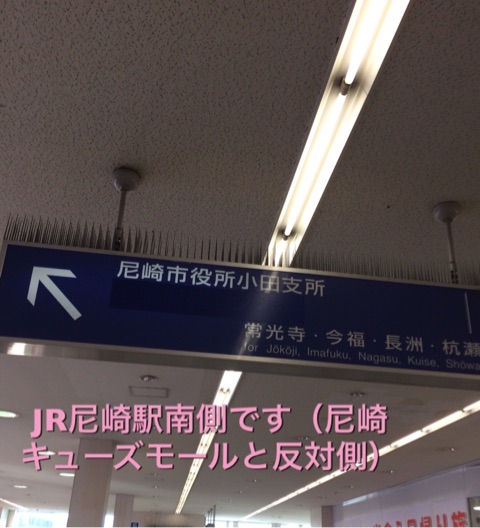 尼崎市役所小田支所
常光寺・今福・長洲・杭瀬
for Jōkōji, Imafuku, Nagasu, Kuise, Shōwa
JR尼崎駅南側です（尼崎
キューズモールと反対側）